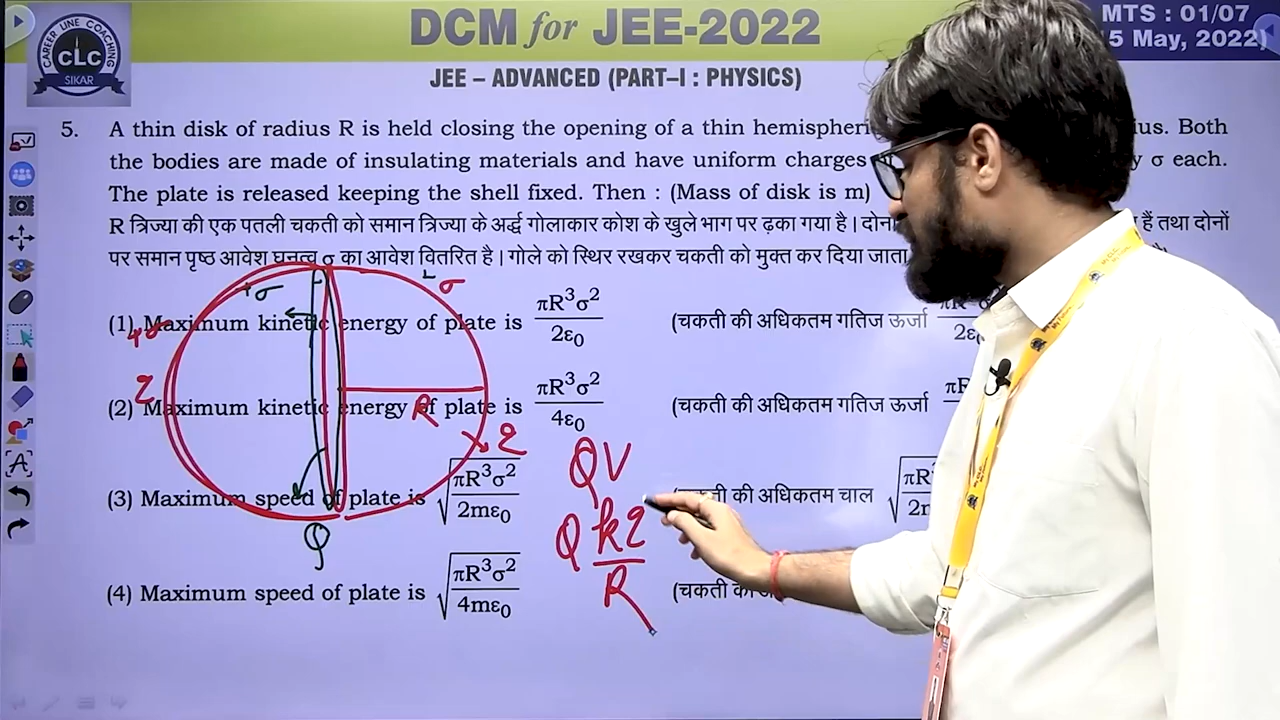 DCM for JEE-2022
MTS : 01/07
5 May, 2022)
CAREER LINE COACHING
CLC
SIKAR
JEE – ADVANCED (PART–I : PHYSICS)
5. A thin disk of radius R is held closing the opening of a thin ius. Both
the bodies are made of insulating materials and have uniform charges σ each.
The plate is released keeping the shell fixed. Then : (Mass of disk is m)
R त्रिज्या की एक पतली चकती को समान त्रिज्या के अर्द्ध गोलाकार कोश के खुले भाग पर ढ़का गया है। हैं तथा दोनों
पर समान पृष्ठ आवेश घनत्व σ का आवेश वितरित है। गोले को स्थिर रखकर चकती को मुक्त कर दिया जाता
+σ
σ
(1) Maximum kinetic energy of plate is πR³σ²/2ε₀ (चकती की अधिकतम गतिज ऊर्जा 2ε₀
(2) Maximum kinetic energy of plate is πR³σ²/4ε₀ (चकती की अधिकतम गतिज ऊर्जा
R
QV
(3) Maximum speed of plate is √(πR³σ²/2mε₀) की अधिकतम चाल
Q
Q kq/R
(4) Maximum speed of plate is √(πR³σ²/4mε₀)